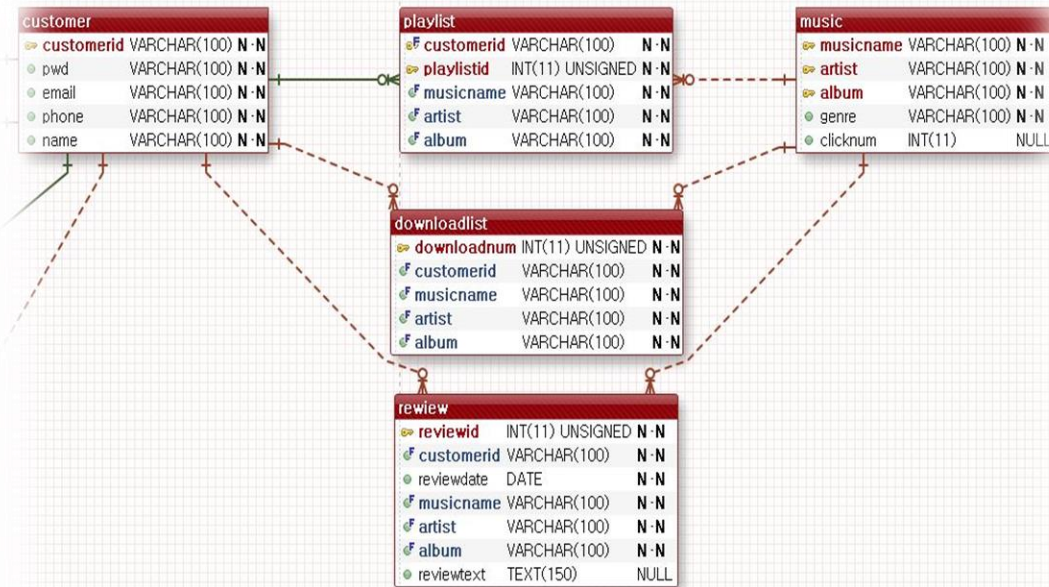 customer
customerid VARCHAR(100) N·N
pwd VARCHAR(100) N·N
email VARCHAR(100) N·N
phone VARCHAR(100) N·N
name VARCHAR(100) N·N
playlist
customerid VARCHAR(100) N·N
playlistid INT(11) UNSIGNED N·N
musicname VARCHAR(100) N·N
artist VARCHAR(100) N·N
album VARCHAR(100) N·N
music
musicname VARCHAR(100) N·N
artist VARCHAR(100) N·N
album VARCHAR(100) N·N
genre VARCHAR(100) N·N
clicknum INT(11) NULL
downloadlist
downloadnum INT(11) UNSIGNED N·N
customerid VARCHAR(100) N·N
musicname VARCHAR(100) N·N
artist VARCHAR(100) N·N
album VARCHAR(100) N·N
rewiew
reviewid INT(11) UNSIGNED N·N
customerid VARCHAR(100) N·N
reviewdate DATE N·N
musicname VARCHAR(100) N·N
artist VARCHAR(100) N·N
album VARCHAR(100) N·N
reviewtext TEXT(150) NULL